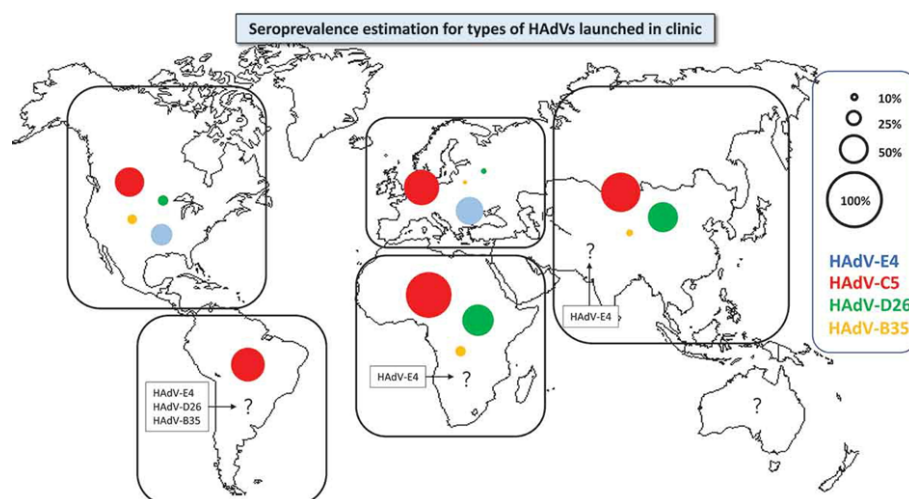 Seroprevalence estimation for types of HAdVs launched in clinic
10%
25%
50%
100%
HAdV-E4
HAdV-C5
HAdV-D26
HAdV-B35
?
HAdV-E4
HAdV-E4
?
HAdV-E4
HAdV-D26
HAdV-B35
?
?